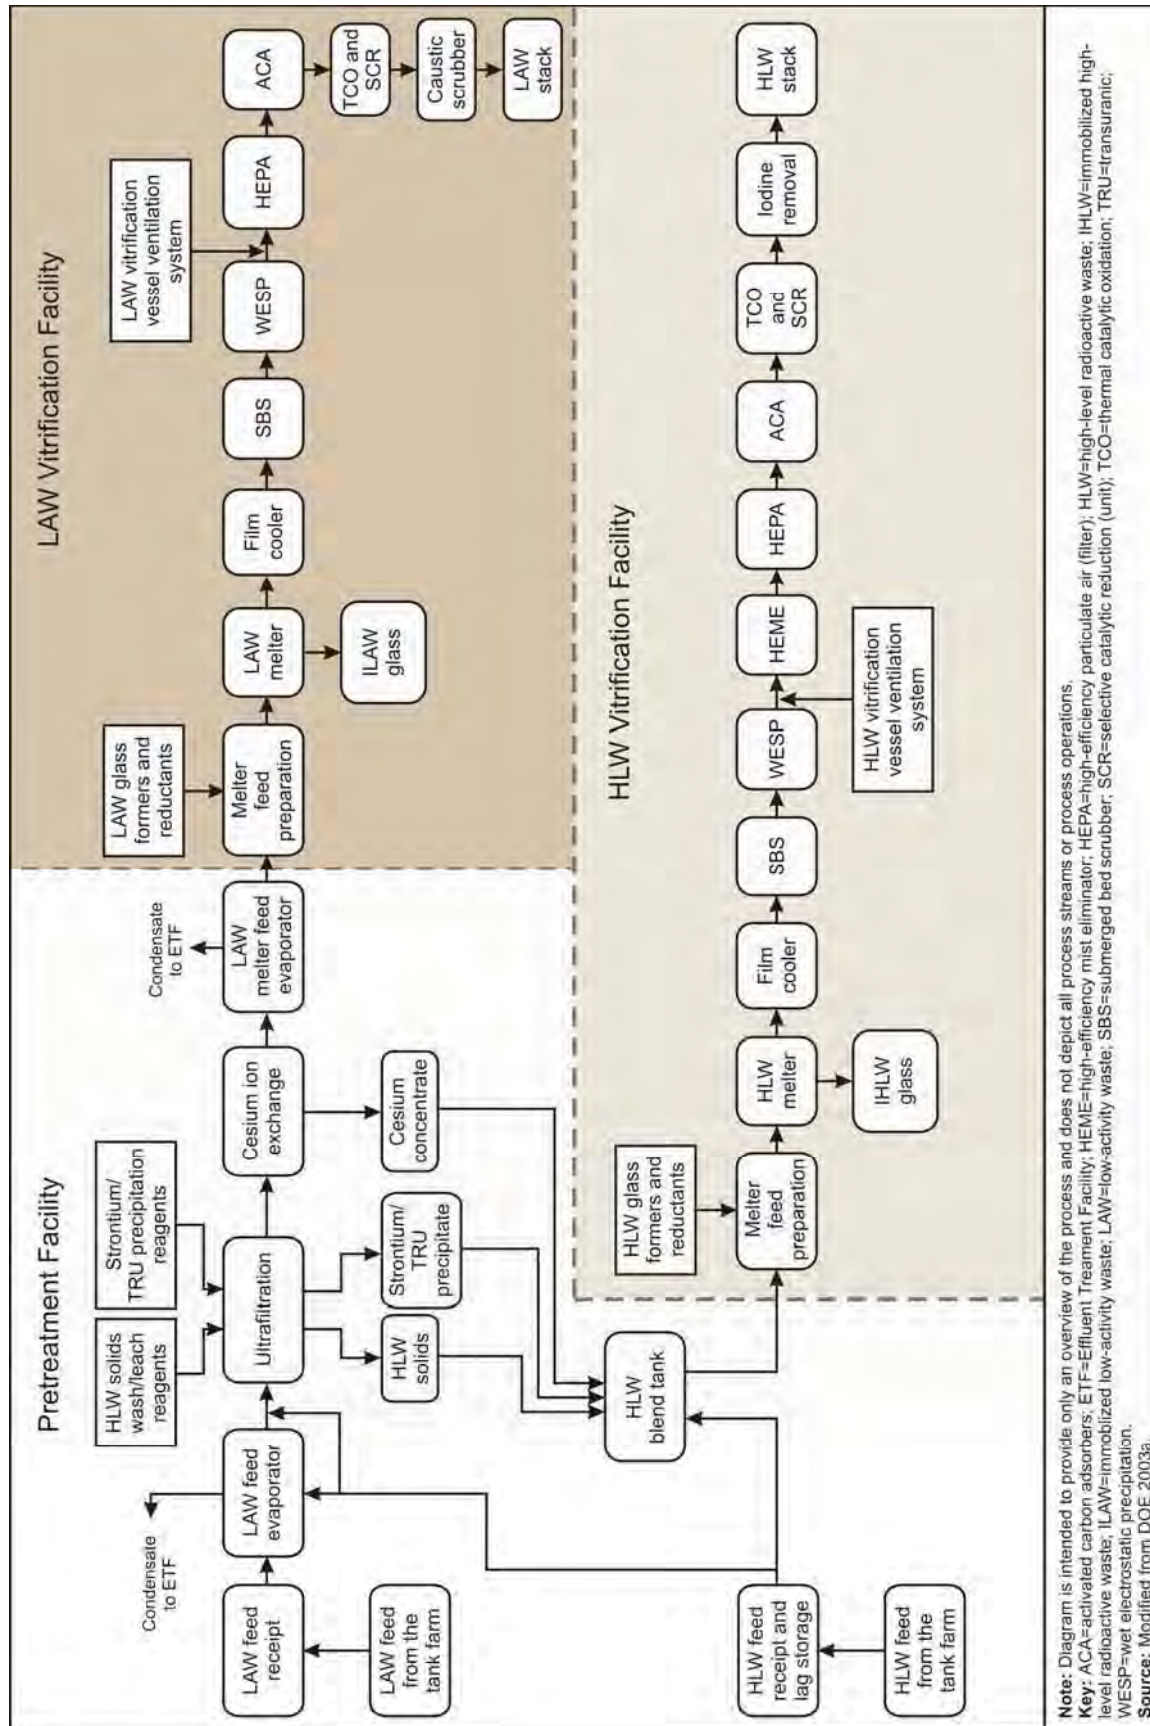 Pretreatment Facility
Condensate
to ETF
LAW feed
receipt
LAW feed
from the
tank farm
LAW feed
evaporator
HLW solids
wash/leach
reagents
Strontium/
TRU precipitation
reagents
Ultrafiltration
HLW
solids
Strontium/
TRU
precipitate
Cesium ion
exchange
Cesium
concentrate
Condensate
to ETF
LAW
melter feed
evaporator
HLW feed
receipt and
lag storage
HLW feed
from the
tank farm
HLW
blend tank
LAW Vitrification Facility
LAW glass
formers and
reductants
Melter
feed
preparation
LAW
melter
ILAW
glass
Film
cooler
SBS
WESP
LAW vitrification
vessel ventilation
system
HEPA
ACA
TCO and
SCR
Caustic
scrubber
LAW
stack
HLW Vitrification Facility
HLW glass
formers and
reductants
Melter
feed
preparation
HLW
melter
IHLW
glass
Film
cooler
SBS
WESP
HLW vitrification
vessel ventilation
system
HEME
HEPA
ACA
TCO
and
SCR
Iodine
removal
HLW
stack
Note: Diagram is intended to provide only an overview of the process and does not depict all process streams or process operations.
Key: ACA=activated carbon adsorbers; ETF=Effluent Treament Facility; HEME=high-efficiency mist eliminator; HEPA=high-efficiency particulate air (filter); HLW=high-level radioactive waste; IHLW=immobilized high-
level radioactive waste; ILAW=immoblized low-activity waste; LAW=low-activity waste; SBS=submerged bed scrubber; SCR=selective catalytic reduction (unit); TCO=thermal catalytic oxidation; TRU=transuranic;
WESP=wet electrostatic precipitation.
Source: Modified from DOE 2003a.